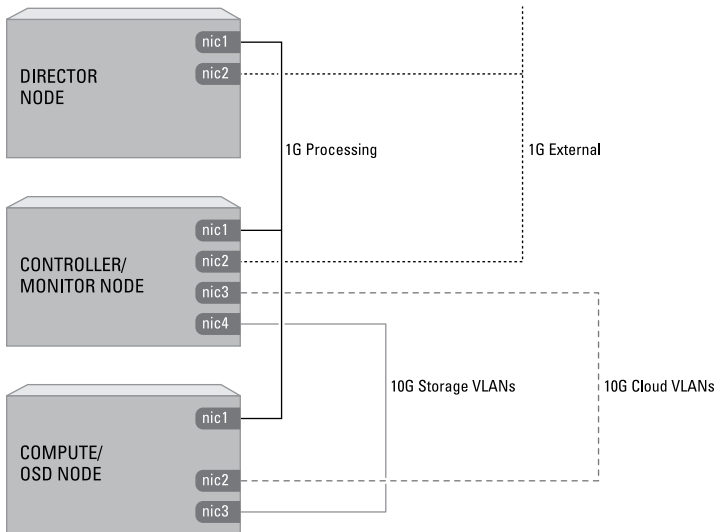 DIRECTOR
NODE
nic1
nic2
1G Processing
1G External
CONTROLLER/
MONITOR NODE
nic1
nic2
nic3
nic4
10G Storage VLANs
10G Cloud VLANs
COMPUTE/
OSD NODE
nic1
nic2
nic3